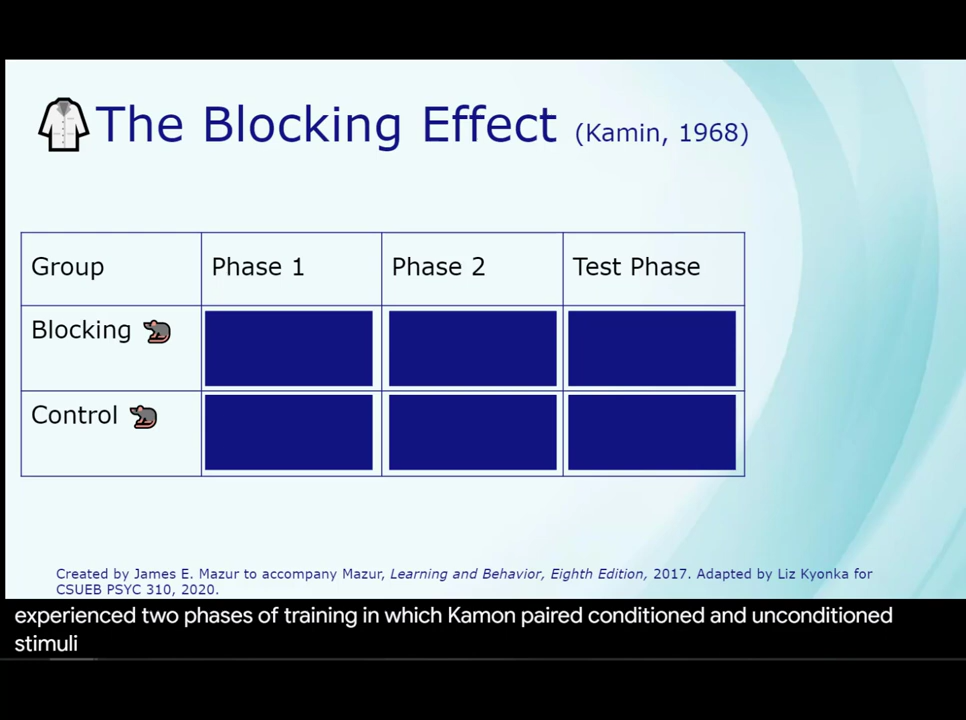 The Blocking Effect (Kamin, 1968)
Group Phase 1 Phase 2 Test Phase
Blocking
Control
Created by James E. Mazur to accompany Mazur, Learning and Behavior, Eighth Edition, 2017. Adapted by Liz Kyonka for
CSUEB PSYC 310, 2020.
experienced two phases of training in which Kamon paired conditioned and unconditioned
stimuli